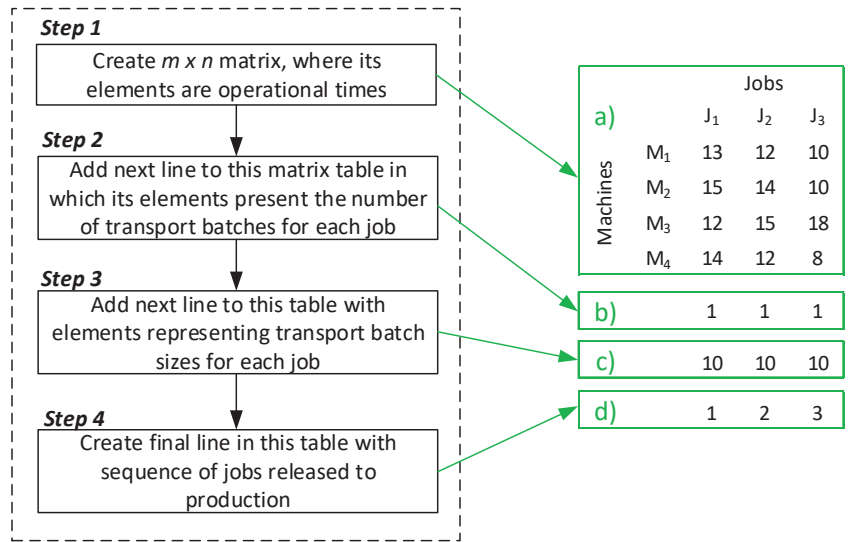 Step 1
Create m x n matrix, where its
elements are operational times
Step 2
Add next line to this matrix table in
which its elements present the number
of transport batches for each job
Step 3
Add next line to this table with
elements representing transport batch
sizes for each job
Step 4
Create final line in this table with
sequence of jobs released to
production
Jobs
a) J1 J2 J3
Machines
M1 13 12 10
M2 15 14 10
M3 12 15 18
M4 14 12 8
b) 1 1 1
c) 10 10 10
d) 1 2 3